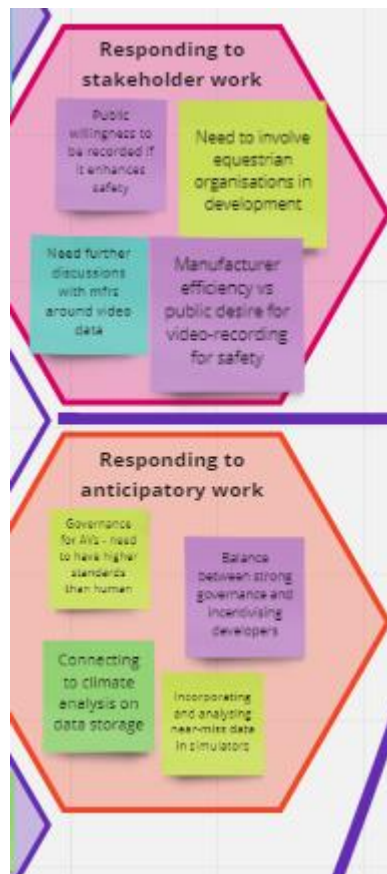 Responding to
stakeholder work
Public
willingness to
be recorded if
it enhances
safety
Need to involve
equestrian
organisations in
development
Need further
discussions
with mfrs
around video
data
Manufacturer
efficiency vs
public desire for
video-recording
for safety
Responding to
anticipatory work
Governance
for AVs - need
to have higher
standards
than human
Balance
between strong
governance and
incentivising
developers
Connecting
to climate
analysis on
data storage
Incorporating
and analysing
near-miss data
in simulators